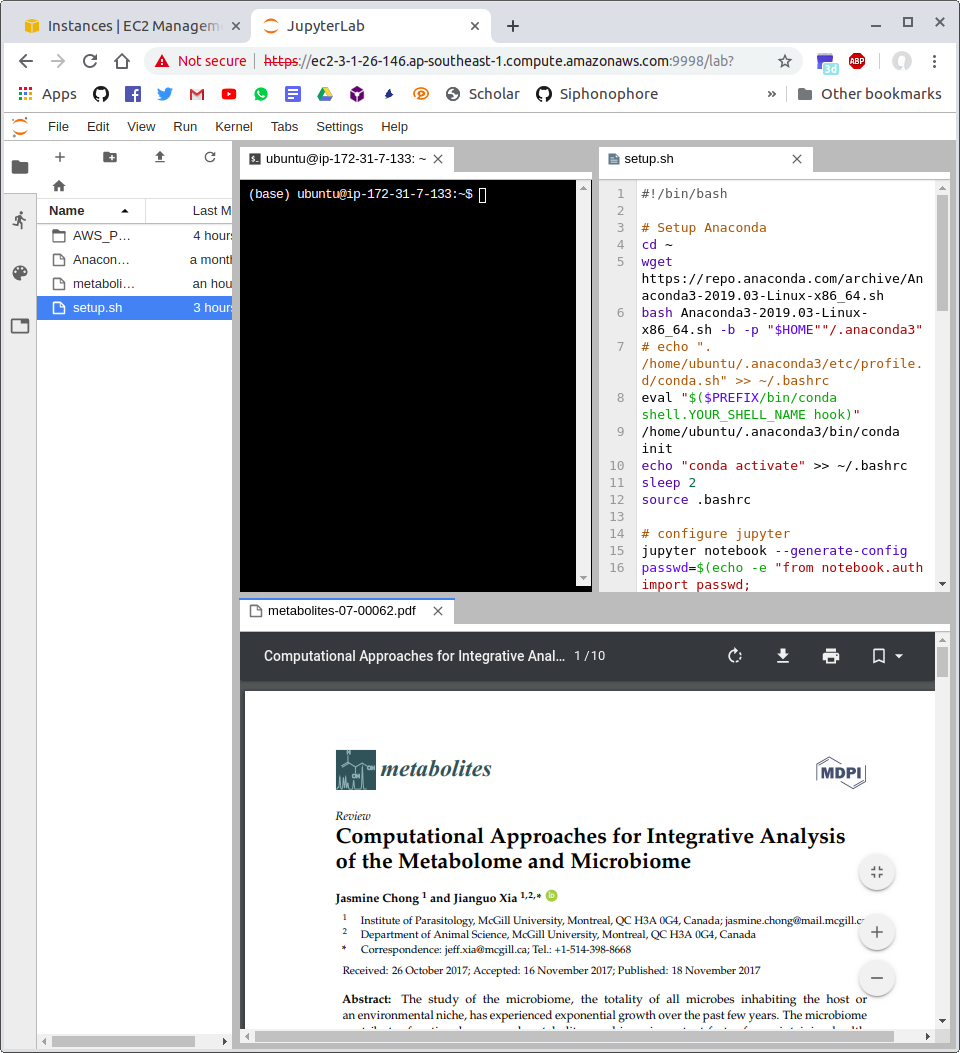 Instances | EC2 Managem
JupyterLab
Not secure | https://ec2-3-1-26-146.ap-southeast-1.compute.amazonaws.com:9998/lab?
3d
ABP
Apps
Scholar
Siphonophore
»
Other bookmarks
File Edit View Run Kernel Tabs Settings Help
Name
Last M
AWS_P… 4 hours
Anacon… a month
metaboli… an hou
setup.sh 3 hours
ubuntu@ip-172-31-7-133: ~
(base) ubuntu@ip-172-31-7-133:~$
setup.sh
1 #!/bin/bash
2
3 # Setup Anaconda
4 cd ~
5 wget
https://repo.anaconda.com/archive/An
aconda3-2019.03-Linux-x86_64.sh
6 bash Anaconda3-2019.03-Linux-
x86_64.sh -b -p "$HOME""/.anaconda3"
7 # echo ".
/home/ubuntu/.anaconda3/etc/profile.
d/conda.sh" >> ~/.bashrc
8 eval "$($PREFIX/bin/conda
shell.YOUR_SHELL_NAME hook)"
9 /home/ubuntu/.anaconda3/bin/conda
init
10 echo "conda activate" >> ~/.bashrc
11 sleep 2
12 source .bashrc
13
14 # configure jupyter
15 jupyter notebook --generate-config
16 passwd=$(echo -e "from notebook.auth
import passwd;
metabolites-07-00062.pdf
Computational Approaches for Integrative Anal… 1 / 10
metabolites
MDPI
Review
Computational Approaches for Integrative Analysis
of the Metabolome and Microbiome
Jasmine Chong 1 and Jianguo Xia 1,2,* iD
1 Institute of Parasitology, McGill University, Montreal, QC H3A 0G4, Canada; jasmine.chong@mail.mcgill.c
2 Department of Animal Science, McGill University, Montreal, QC H3A 0G4, Canada
* Correspondence: jeff.xia@mcgill.ca; Tel.: +1-514-398-8668
Received: 26 October 2017; Accepted: 16 November 2017; Published: 18 November 2017
Abstract: The study of the microbiome, the totality of all microbes inhabiting the host or
an environmental niche, has experienced exponential growth over the past few years. The microbiome